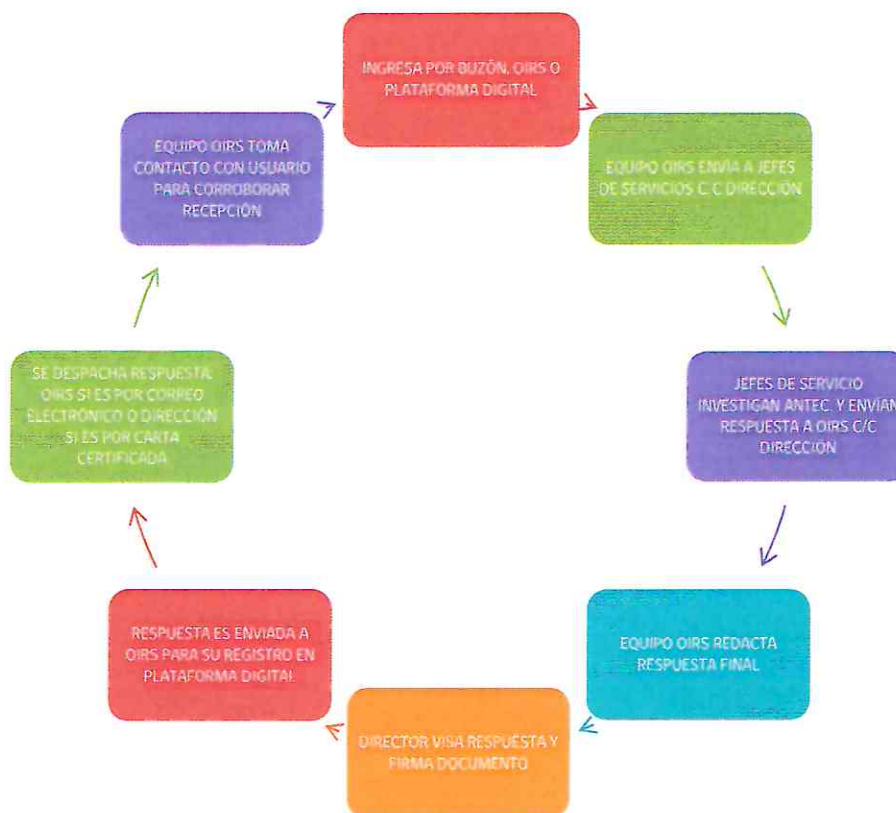 INGRESA POR BUZÓN, OIRS O
PLATAFORMA DIGITAL
EQUIPO OIRS ENVÍA A JEFES
DE SERVICIOS C/C DIRECCIÓN
JEFES DE SERVICIO
INVESTIGAN ANTEC. Y ENVÍAN
RESPUESTA A OIRS C/C
DIRECCIÓN
EQUIPO OIRS REDACTA
RESPUESTA FINAL
DIRECTOR VISA RESPUESTA Y
FIRMA DOCUMENTO
RESPUESTA ES ENVIADA A
OIRS PARA SU REGISTRO EN
PLATAFORMA DIGITAL
SE DESPACHA RESPUESTA:
OIRS SI ES POR CORREO
ELECTRÓNICO O DIRECCIÓN
SI ES POR CARTA
CERTIFICADA
EQUIPO OIRS TOMA
CONTACTO CON USUARIO
PARA CORROBORAR
RECEPCIÓN